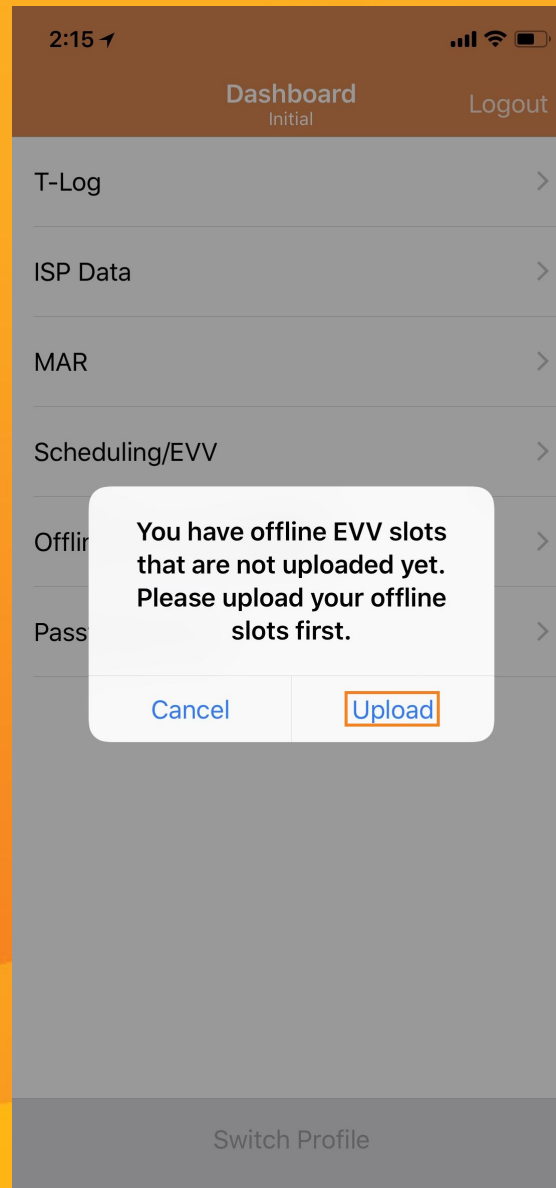 2:15
Dashboard
Initial
Logout
T-Log
ISP Data
MAR
Scheduling/EVV
You have offline EVV slots
that are not uploaded yet.
Please upload your offline
slots first.
Cancel
Upload
Switch Profile